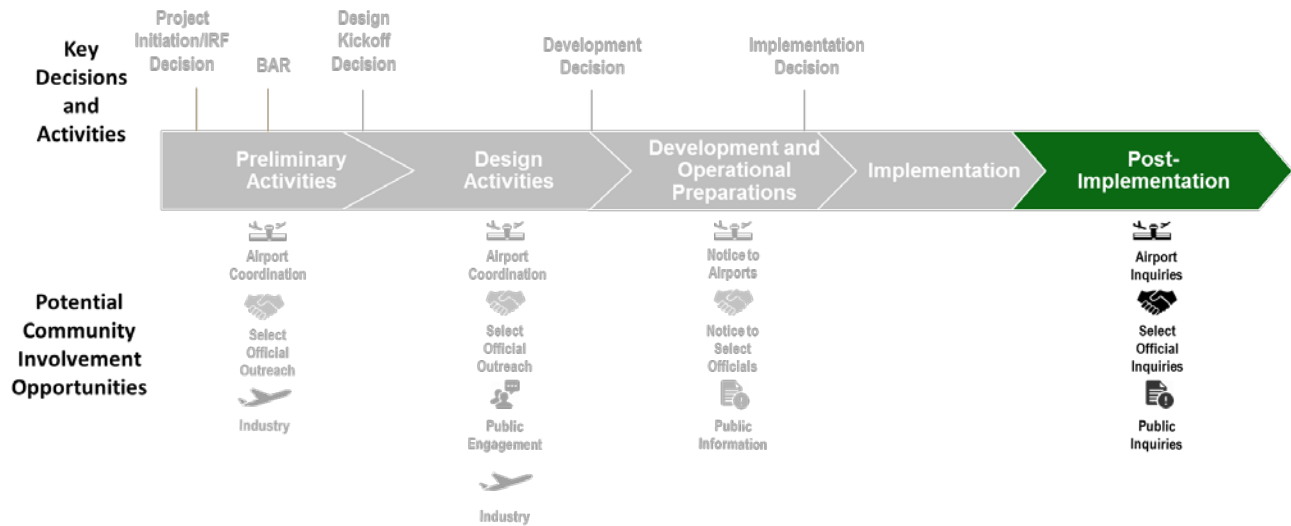 Key
Decisions
and
Activities
Project
Initiation/IRF
Decision
BAR
Design
Kickoff
Decision
Development
Decision
Implementation
Decision
Preliminary
Activities
Design
Activities
Development and
Operational
Preparations
Implementation
Post-
Implementation
Potential
Community
Involvement
Opportunities
Airport
Coordination
Select
Official
Outreach
Industry
Airport
Coordination
Select
Official
Outreach
Public
Engagement
Industry
Notice to
Airports
Notice to
Select
Officials
Public
Information
Airport
Inquiries
Select
Official
Inquiries
Public
Inquiries